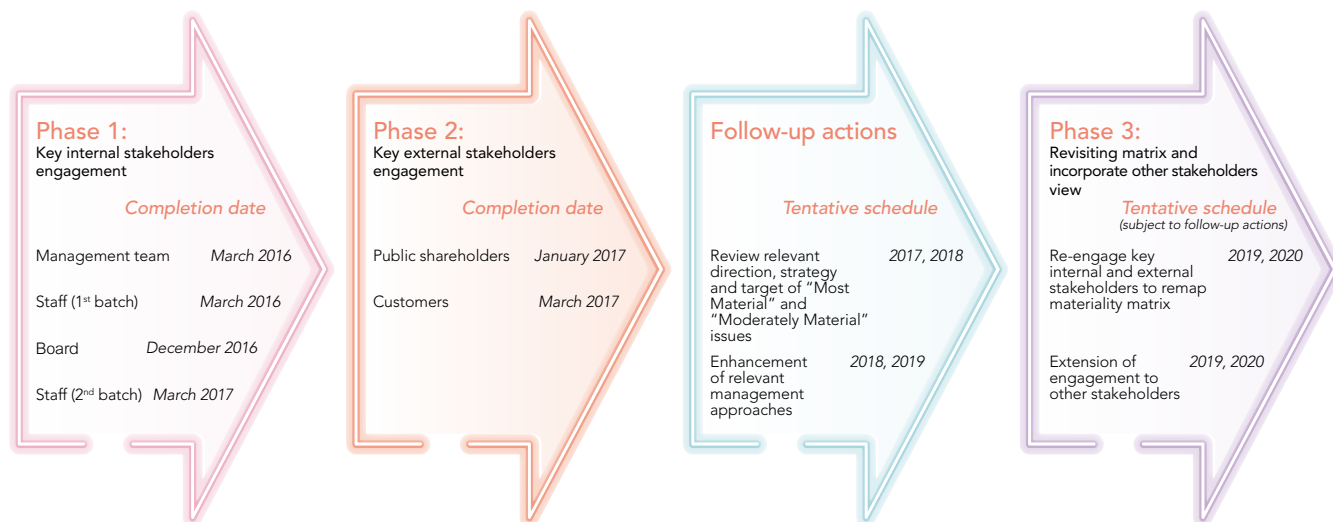 Phase 1:
Key internal stakeholders
engagement
Completion date
Management team March 2016
Staff (1st batch) March 2016
Board December 2016
Staff (2nd batch) March 2017
Phase 2:
Key external stakeholders
engagement
Completion date
Public shareholders January 2017
Customers March 2017
Follow-up actions
Tentative schedule
Review relevant 2017, 2018
direction, strategy
and target of “Most
Material” and
“Moderately Material”
issues
Enhancement 2018, 2019
of relevant
management
approaches
Phase 3:
Revisiting matrix and
incorporate other stakeholders
view
Tentative schedule
(subject to follow-up actions)
Re-engage key 2019, 2020
internal and external
stakeholders to remap
materiality matrix
Extension of 2019, 2020
engagement to
other stakeholders